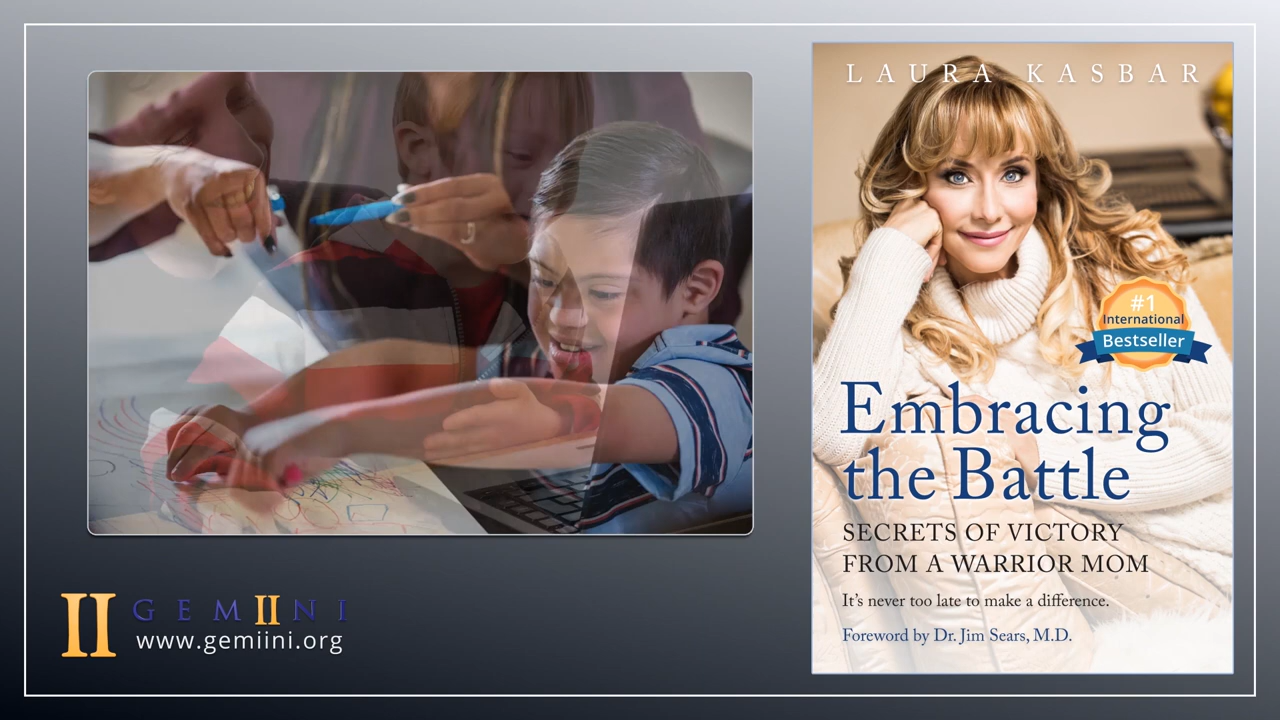 LAURA KASBAR
#1
International
Bestseller
Embracing
the Battle
SECRETS OF VICTORY
FROM A WARRIOR MOM
It's never too late to make a difference.
Foreword by Dr. Jim Sears, M.D.
II GEMIINI
www.gemiini.org